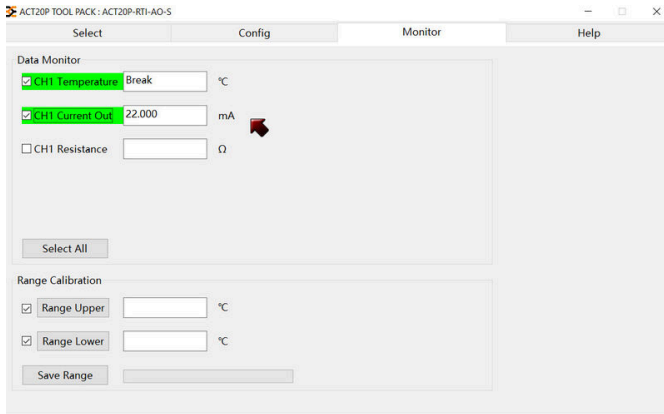 ACT20P TOOL PACK : ACT20P-RTI-AO-S
Select Config Monitor Help
Data Monitor
CH1 Temperature Break ℃
CH1 Current Out 22.000 mA
CH1 Resistance Ω
Select All
Range Calibration
Range Upper ℃
Range Lower ℃
Save Range